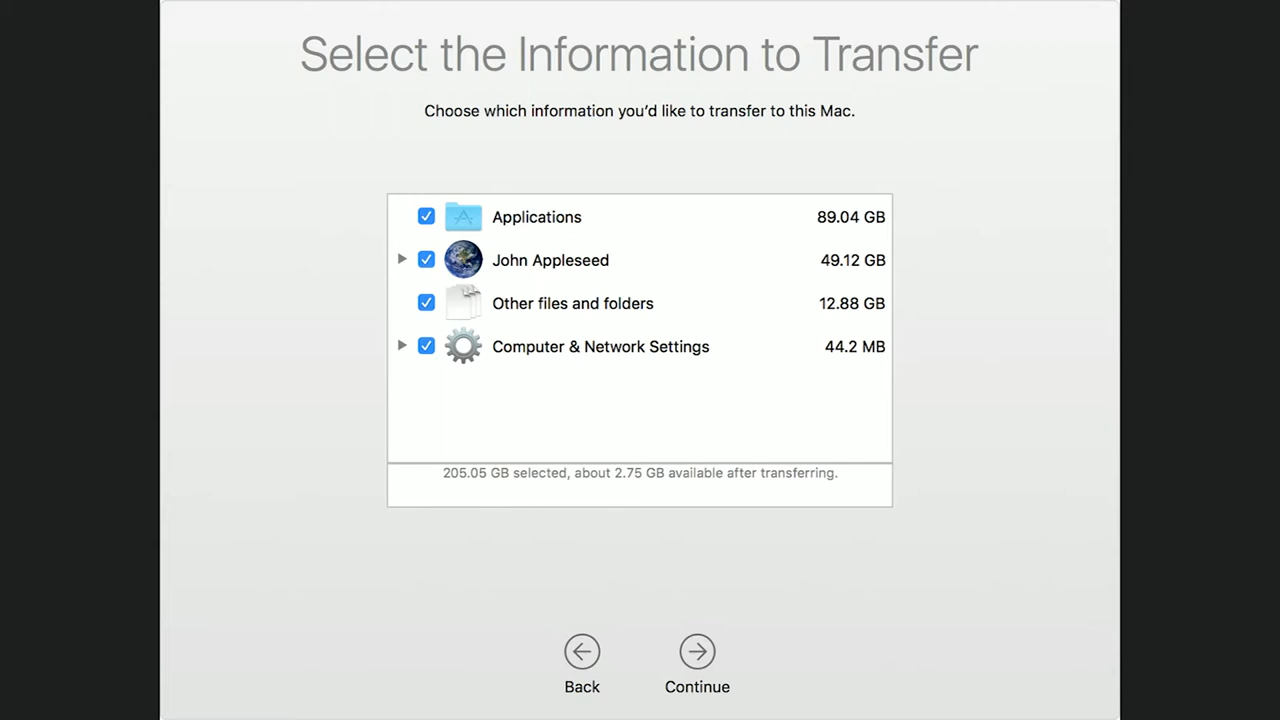 Select the Information to Transfer
Choose which information you’d like to transfer to this Mac.
Applications 89.04 GB
John Appleseed 49.12 GB
Other files and folders 12.88 GB
Computer & Network Settings 44.2 MB
205.05 GB selected, about 2.75 GB available after transferring.
Back Continue